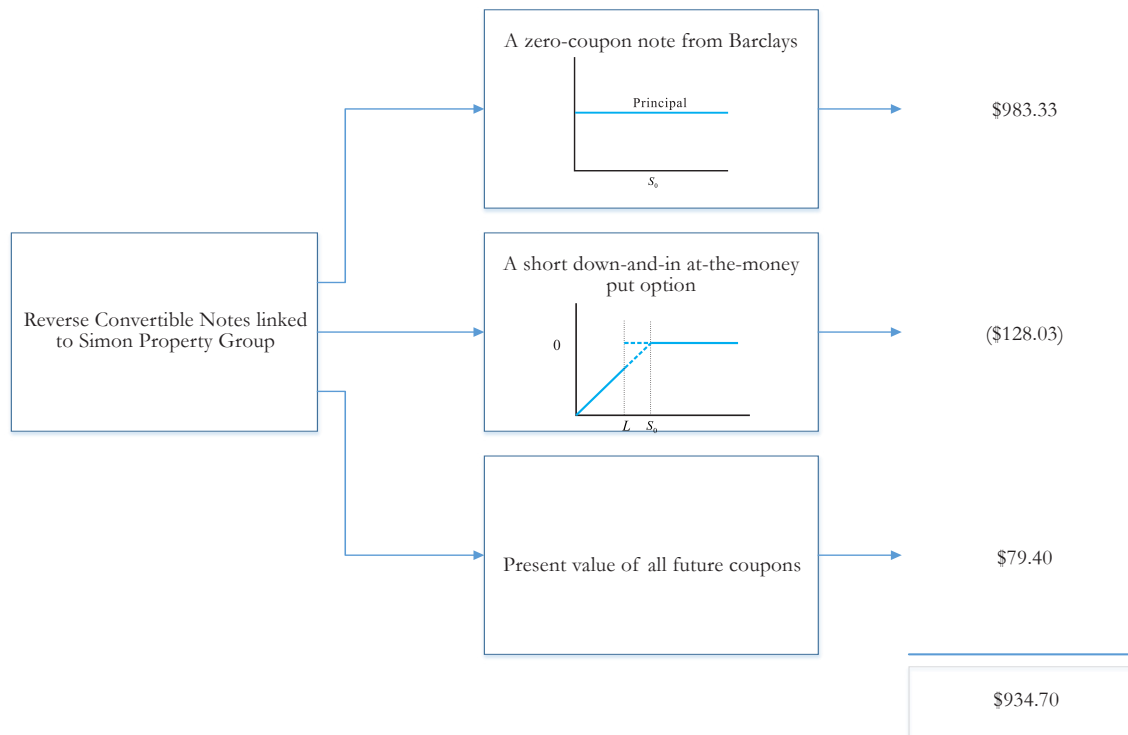 A zero-coupon note from Barclays
Principal
S₀
$983.33
Reverse Convertible Notes linked
to Simon Property Group
A short down-and-in at-the-money
put option
0
L S₀
($128.03)
Present value of all future coupons
$79.40
$934.70